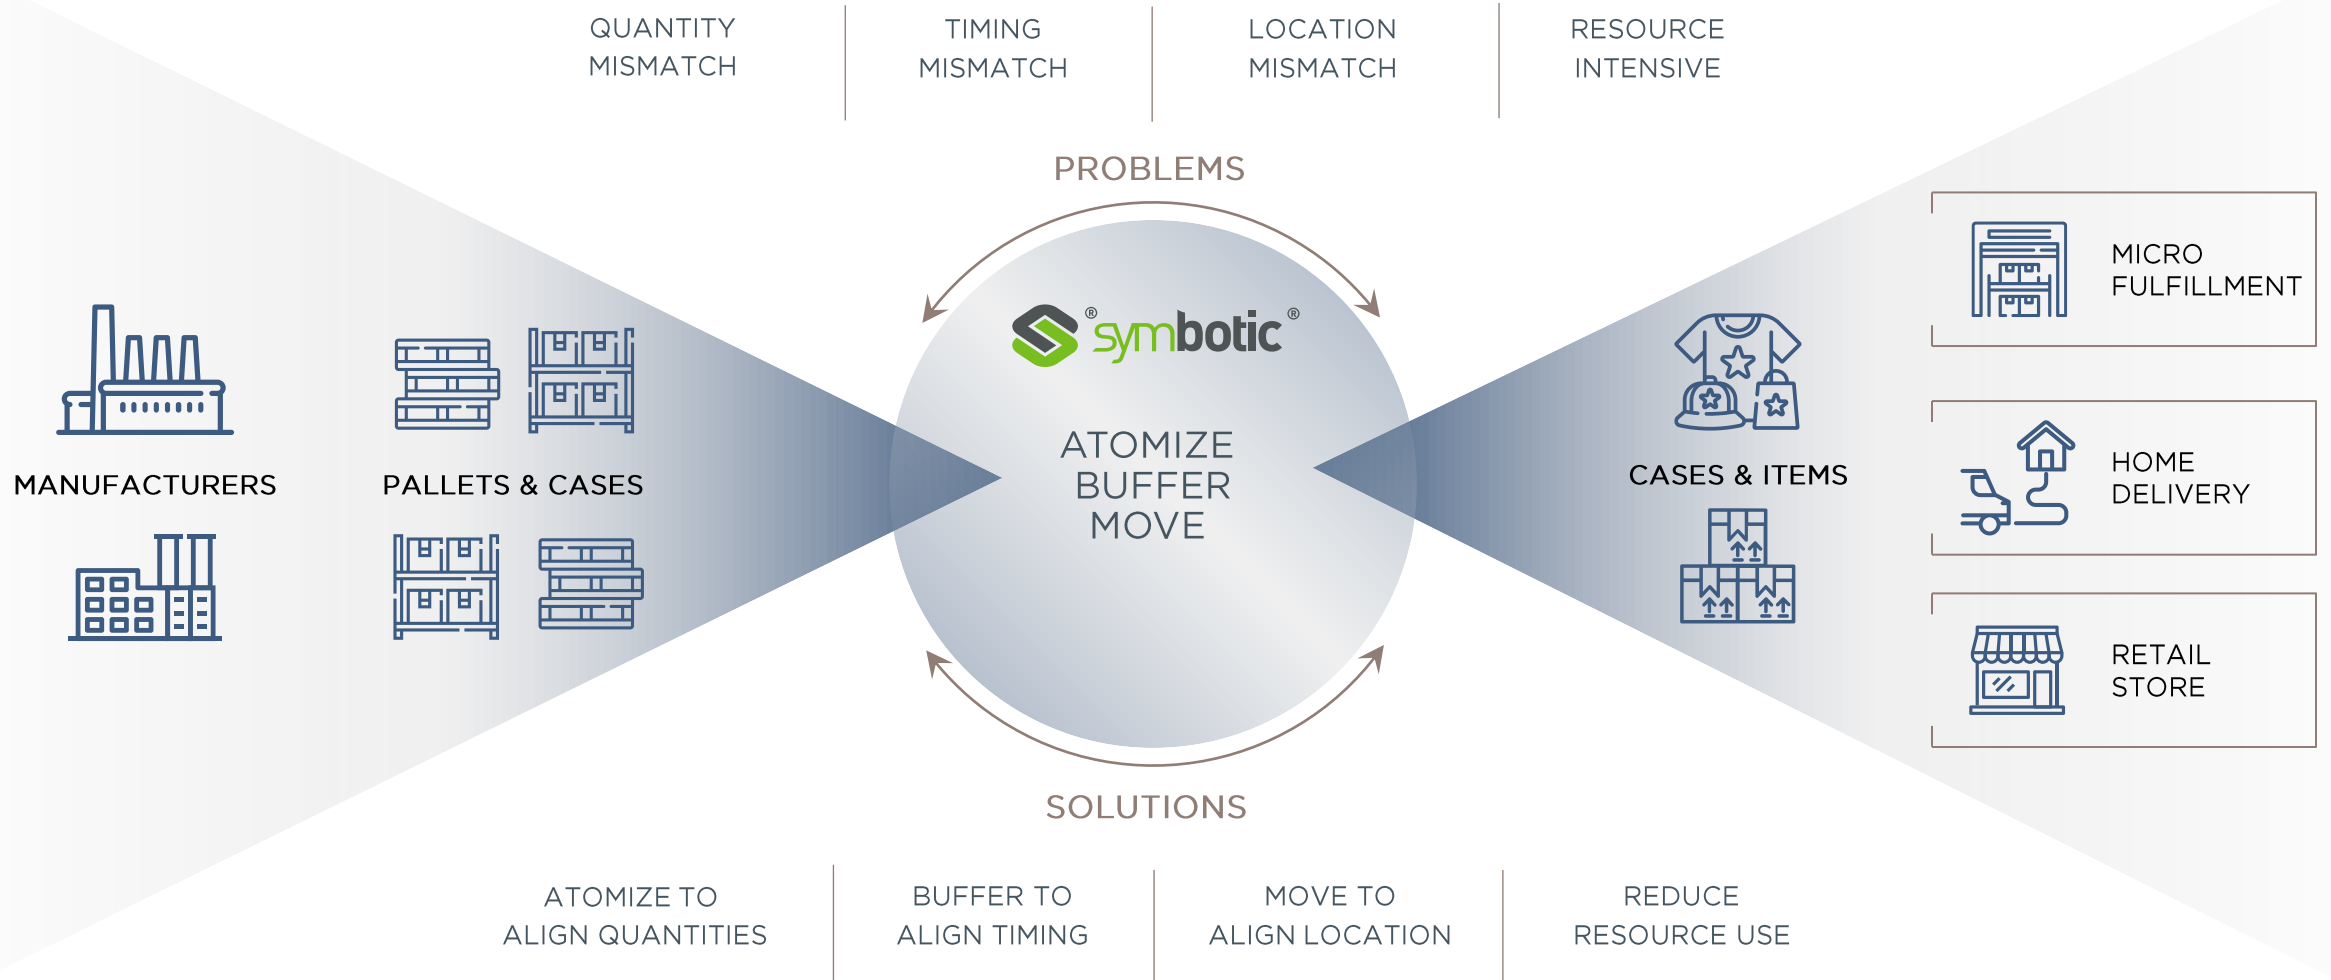 QUANTITY
MISMATCH
TIMING
MISMATCH
LOCATION
MISMATCH
RESOURCE
INTENSIVE
PROBLEMS
® symbotic ®
ATOMIZE
BUFFER
MOVE
MANUFACTURERS
PALLETS & CASES
CASES & ITEMS
MICRO
FULFILLMENT
HOME
DELIVERY
RETAIL
STORE
SOLUTIONS
ATOMIZE TO
ALIGN QUANTITIES
BUFFER TO
ALIGN TIMING
MOVE TO
ALIGN LOCATION
REDUCE
RESOURCE USE